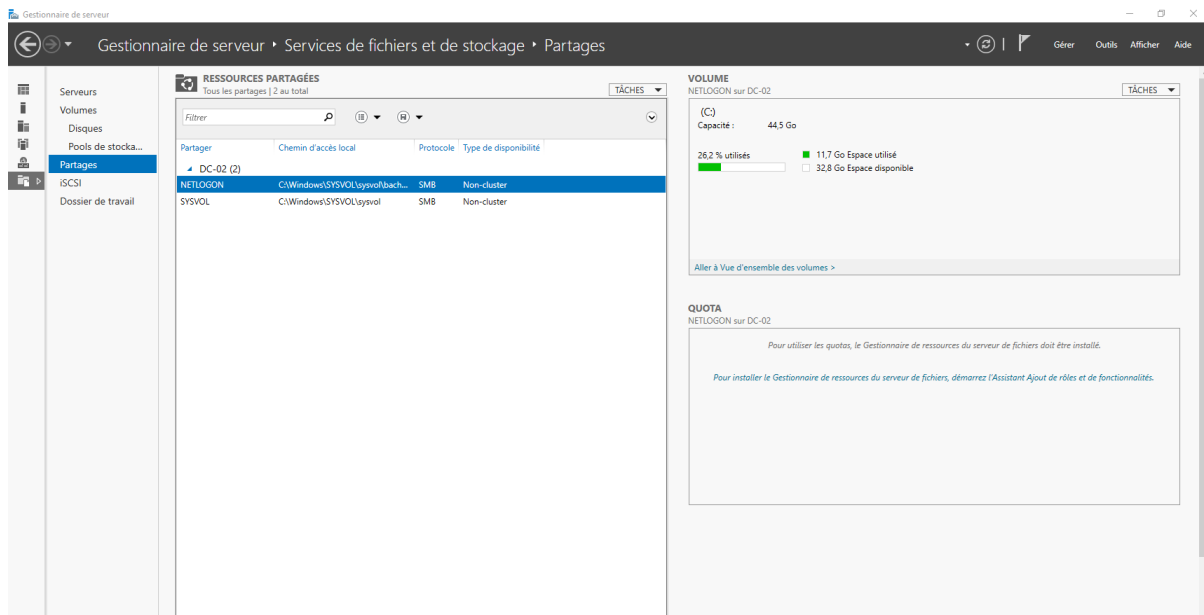 Gestionnaire de serveur
Gestionnaire de serveur ‣ Services de fichiers et de stockage ‣ Partages
Gérer Outils Afficher Aide
Serveurs
Volumes
Disques
Pools de stocka...
Partages
iSCSI
Dossier de travail
RESSOURCES PARTAGÉES
Tous les partages | 2 au total
TÂCHES
Filtrer
Partager Chemin d'accès local Protocole Type de disponibilité
DC-02 (2)
NETLOGON C:\Windows\SYSVOL\sysvol\bach... SMB Non-cluster
SYSVOL C:\Windows\SYSVOL\sysvol SMB Non-cluster
VOLUME
NETLOGON sur DC-02
TÂCHES
(C:)
Capacité : 44,5 Go
26,2 % utilisés
11,7 Go Espace utilisé
32,8 Go Espace disponible
Aller à Vue d'ensemble des volumes >
QUOTA
NETLOGON sur DC-02
Pour utiliser les quotas, le Gestionnaire de ressources du serveur de fichiers doit être installé.
Pour installer le Gestionnaire de ressources du serveur de fichiers, démarrez l'Assistant Ajout de rôles et de fonctionnalités.